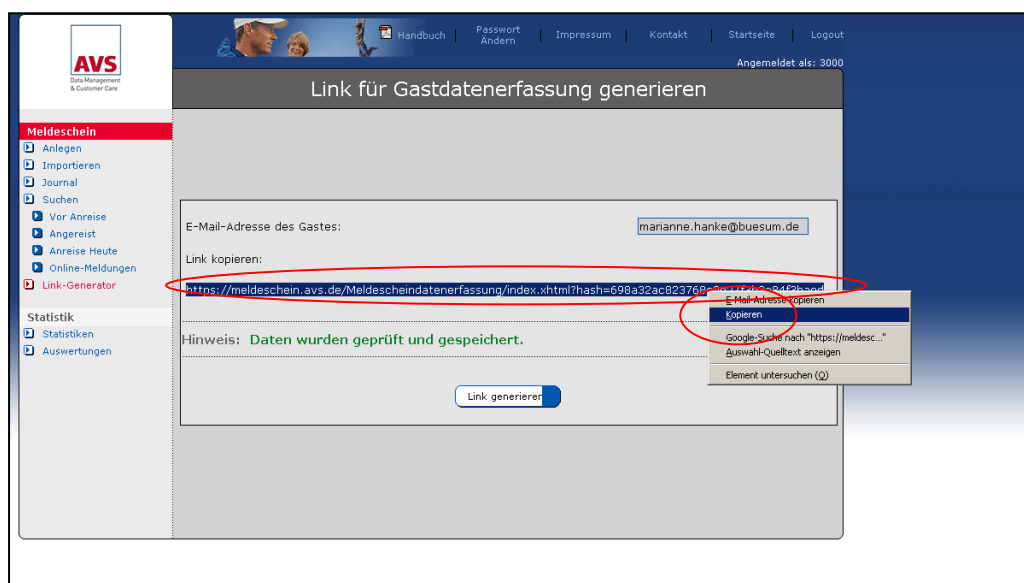 AVS
Data Management
& Customer Care
Handbuch
Passwort
Ändern
Impressum
Kontakt
Startseite
Logout
Angemeldet als: 3000
Link für Gastdatenerfassung generieren
Meldeschein
Anlegen
Importieren
Journal
Suchen
Vor Anreise
Angereist
Anreise Heute
Online-Meldungen
Link-Generator
Statistik
Statistiken
Auswertungen
E-Mail-Adresse des Gastes:
marianne.hanke@buesum.de
Link kopieren:
https://meldeschein.avs.de/Meldescheindatenerfassung/index.xhtml?hash=698a32ac823768
E-Mail-Adresse kopieren
Kopieren
Google-Suche nach "https://meldesc..."
Auswahl-Quelltext anzeigen
Element untersuchen (Q)
Hinweis: Daten wurden geprüft und gespeichert.
Link generieren